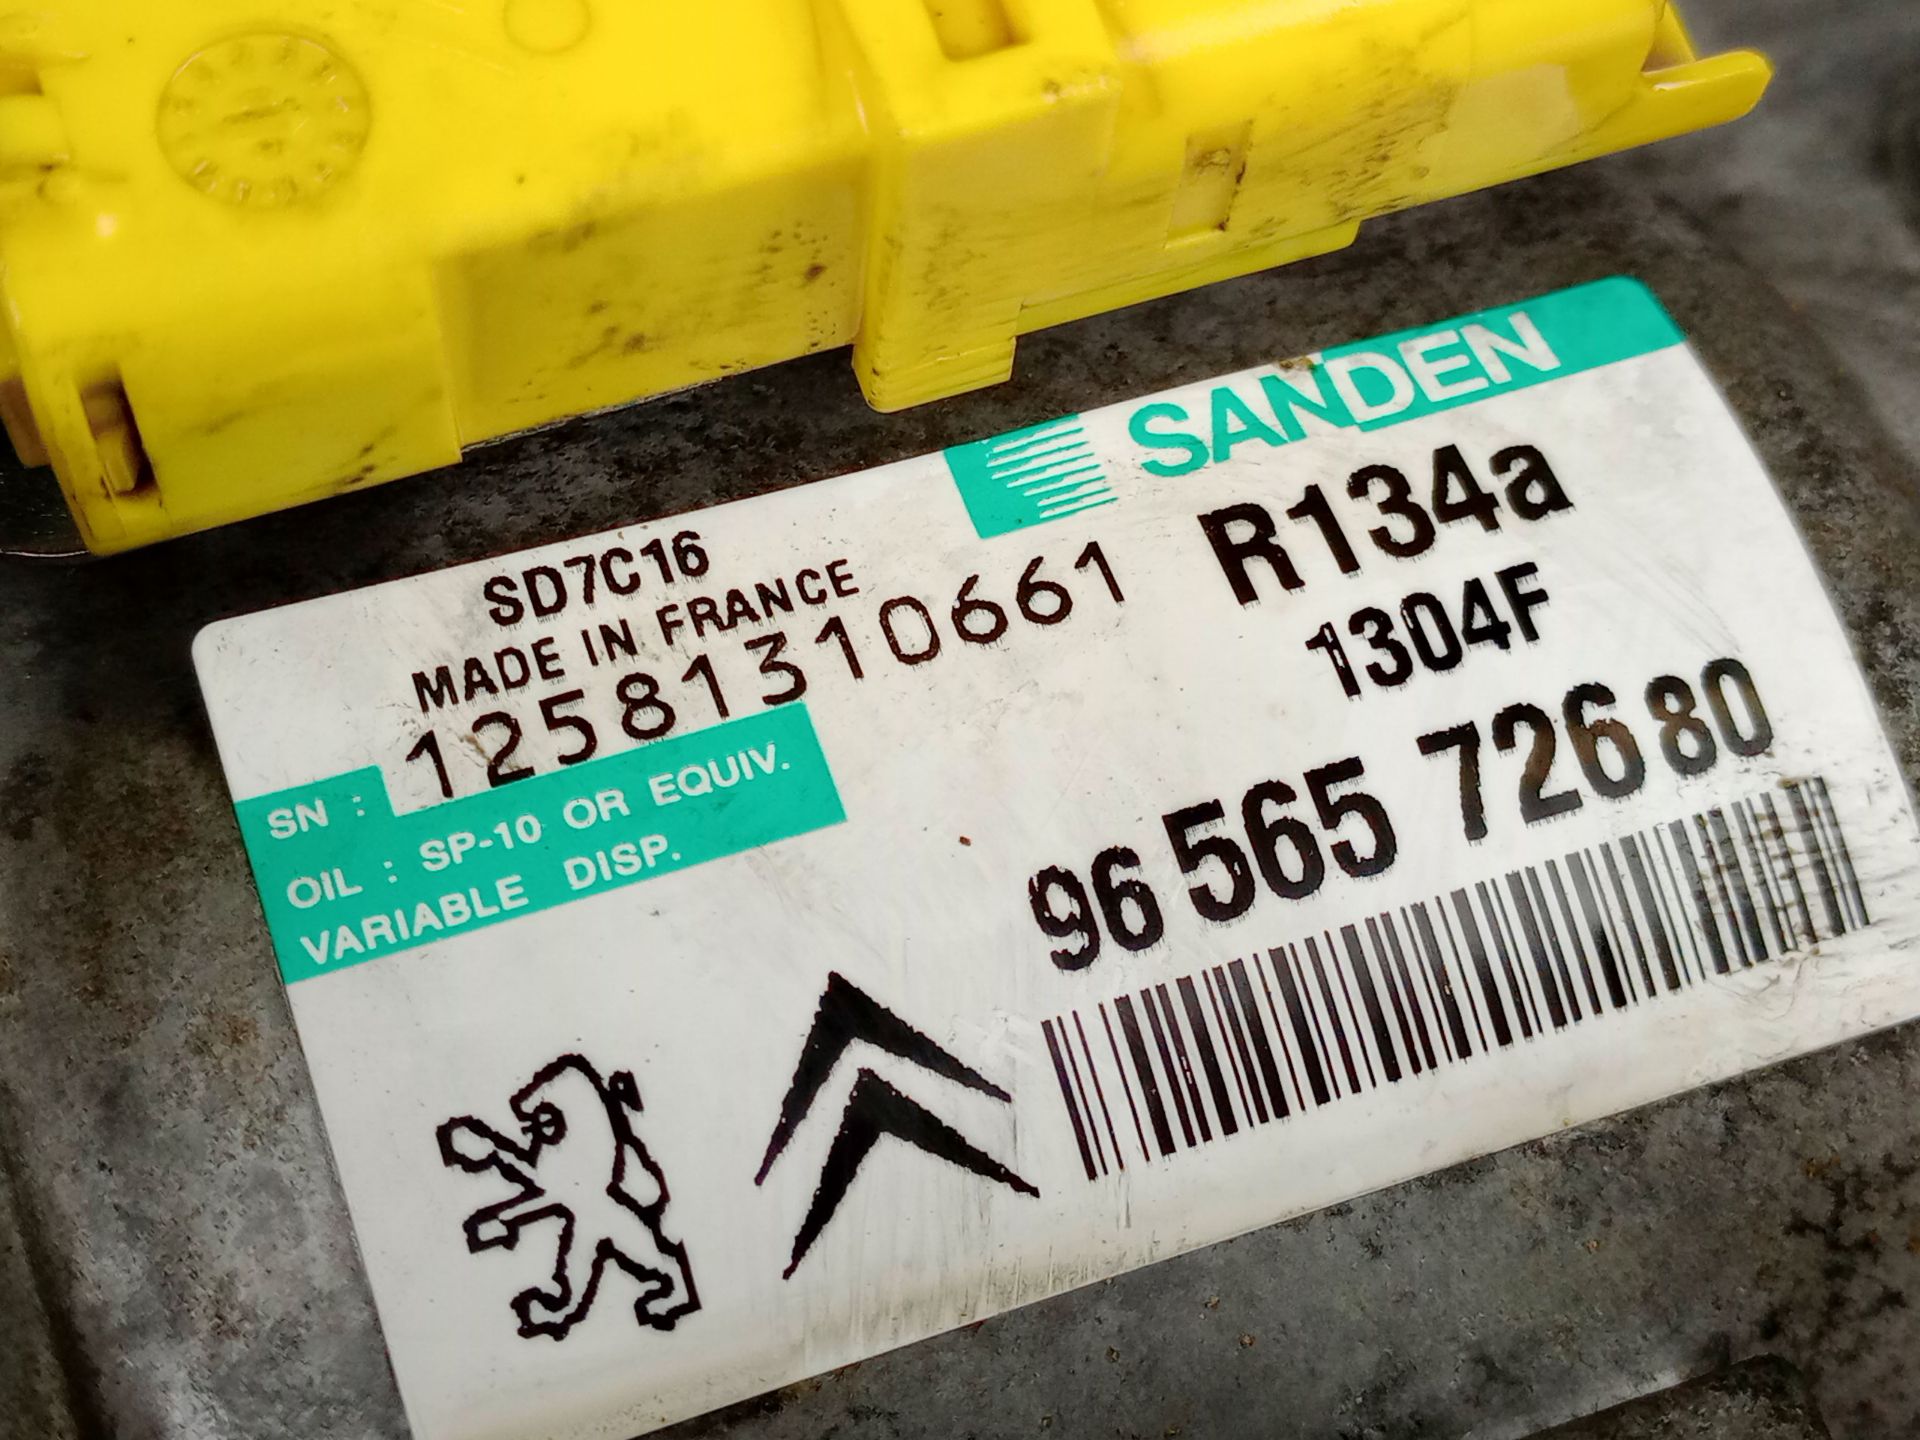 SANDEN
SD7C16
MADE IN FRANCE
R134a
SN : 12581310661
1304F
OIL : SP-10 OR EQUIV.
VARIABLE DISP.
96 565 726 80